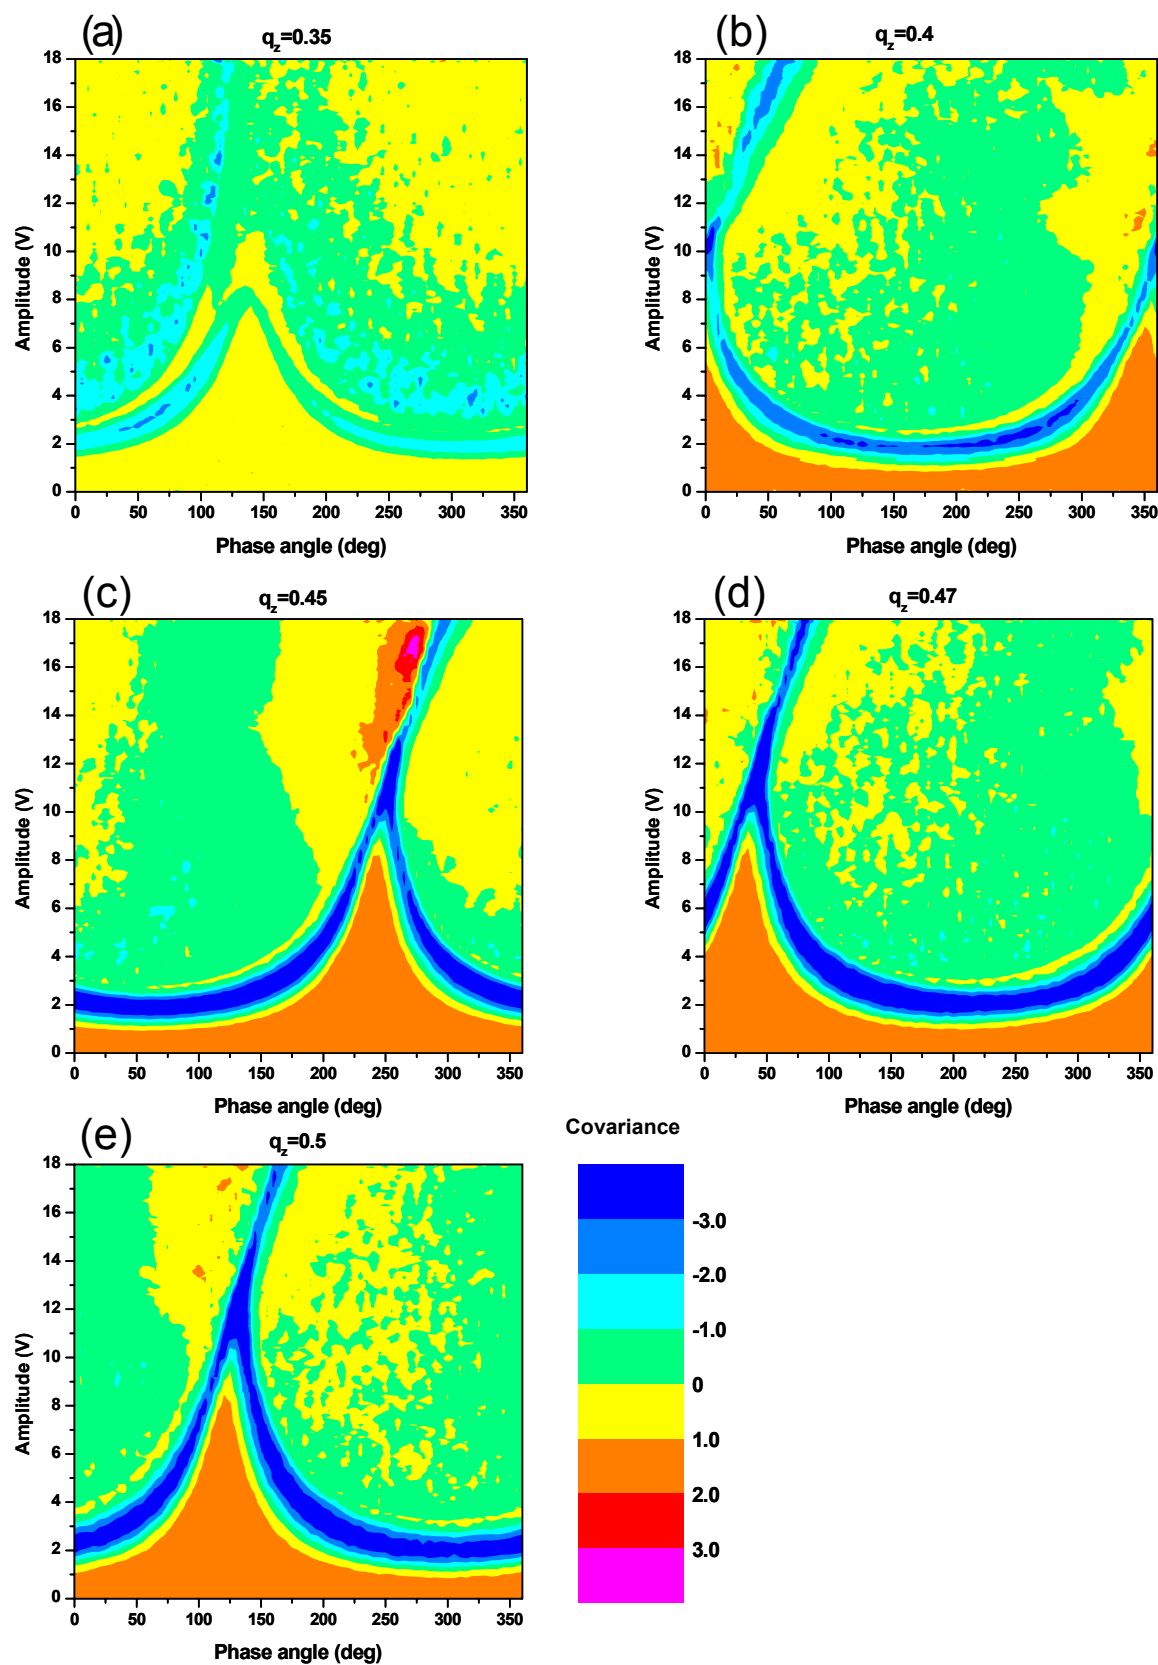 (a)
q_z=0.35
18
16
14
12
10
8
6
4
2
0
Amplitude (V)
0 50 100 150 200 250 300 350
Phase angle (deg)
(b)
q_z=0.4
18
16
14
12
10
8
6
4
2
0
Amplitude (V)
0 50 100 150 200 250 300 350
Phase angle (deg)
(c)
q_z=0.45
18
16
14
12
10
8
6
4
2
0
Amplitude (V)
0 50 100 150 200 250 300 350
Phase angle (deg)
(d)
q_z=0.47
18
16
14
12
10
8
6
4
2
0
Amplitude (V)
0 50 100 150 200 250 300 350
Phase angle (deg)
(e)
q_z=0.5
18
16
14
12
10
8
6
4
2
0
Amplitude (V)
0 50 100 150 200 250 300 350
Phase angle (deg)
Covariance
-3.0
-2.0
-1.0
0
1.0
2.0
3.0